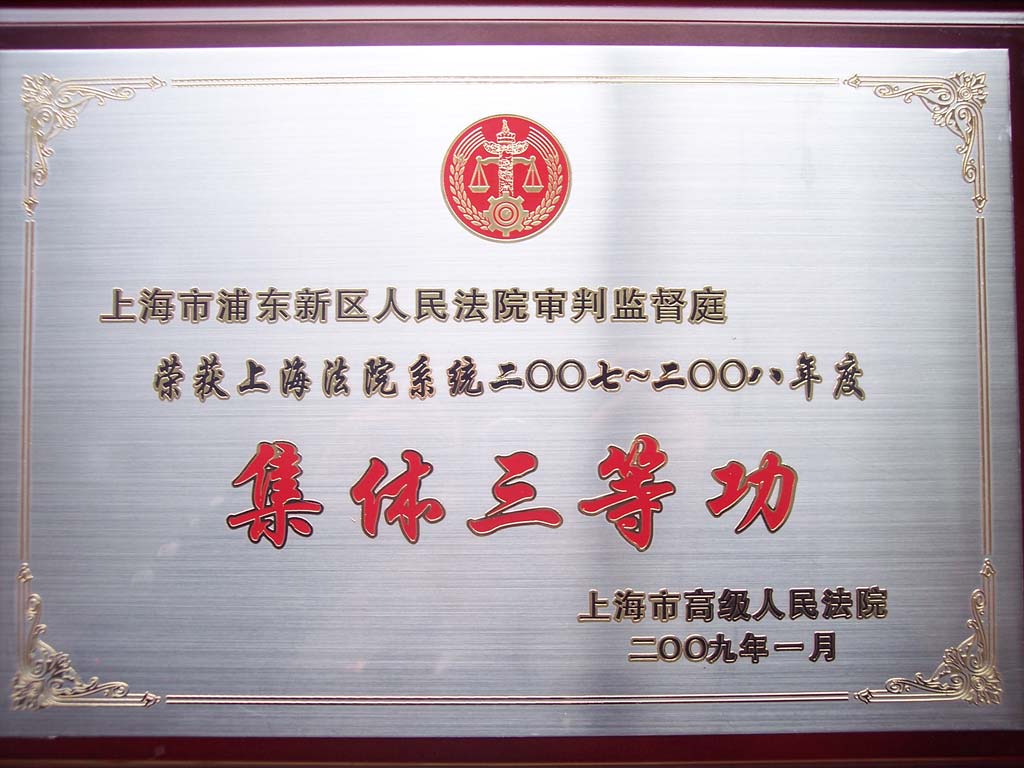 上海市浦东新区人民法院审判监督庭
荣获上海法院系统二〇〇七~二〇〇八年度
集体三等功
上海市高级人民法院
二〇〇九年一月